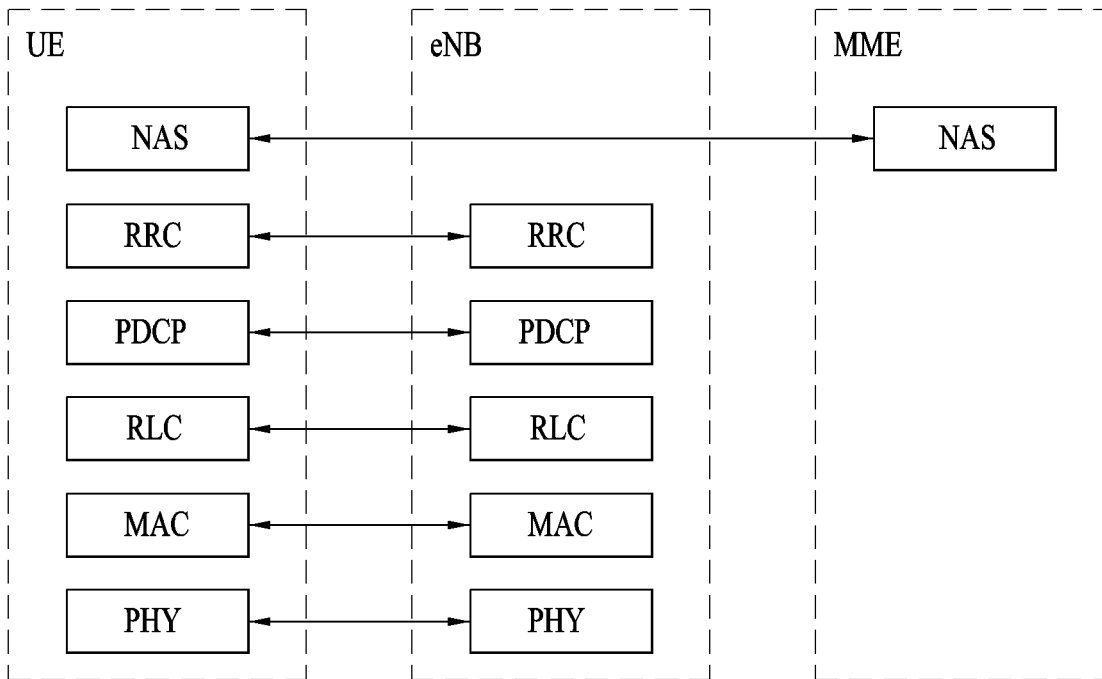 UE eNB MME
NAS NAS
RRC RRC
PDCP PDCP
RLC RLC
MAC MAC
PHY PHY